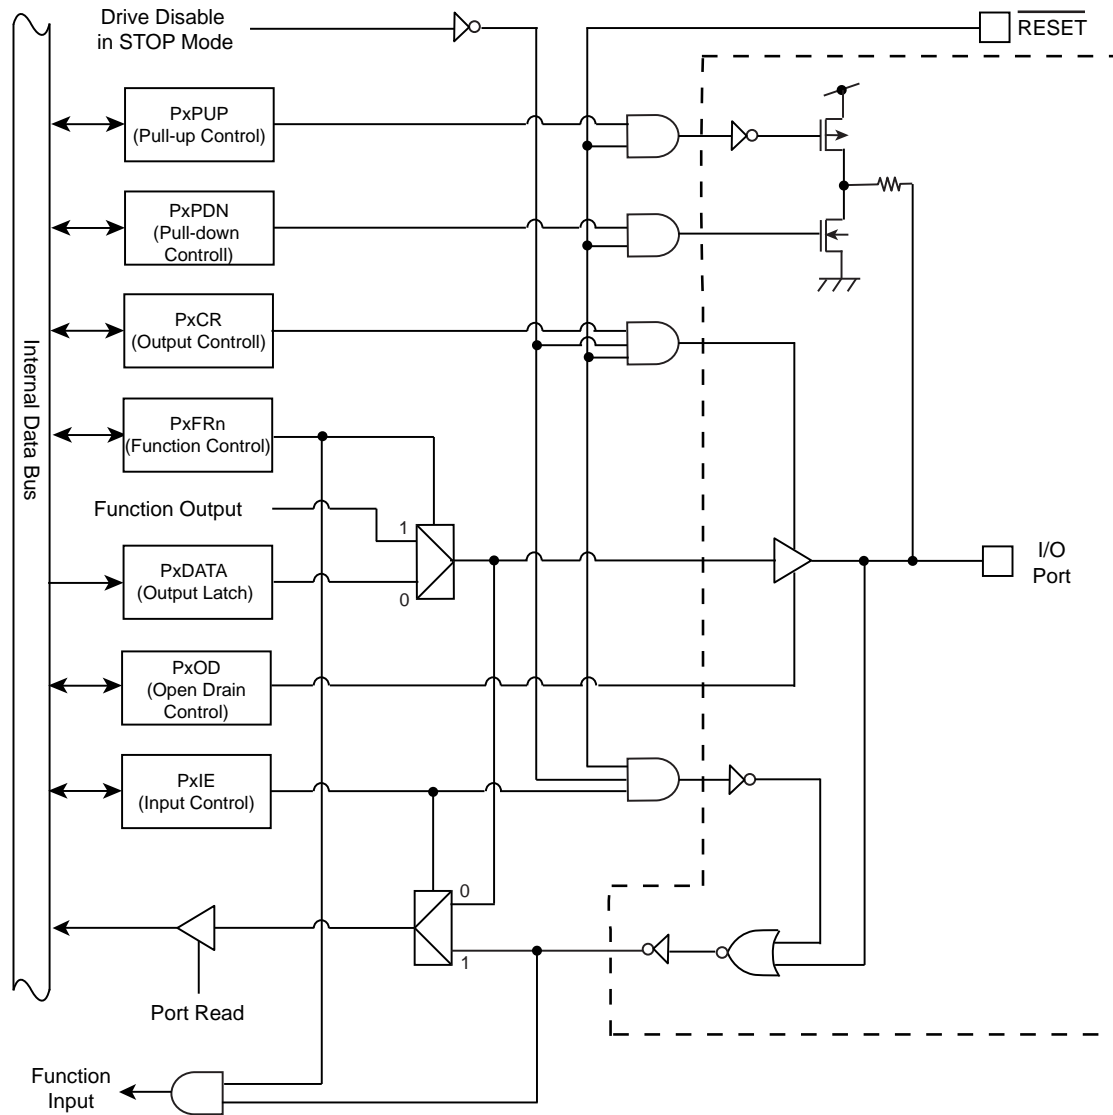 Drive Disable
in STOP Mode
RESET
PxPUP
(Pull-up Control)
PxPDN
(Pull-down
Controll)
PxCR
(Output Controll)
Internal Data Bus
PxFRn
(Function Control)
Function Output
1
0
PxDATA
(Output Latch)
I/O
Port
PxOD
(Open Drain
Control)
PxIE
(Input Control)
0
1
Port Read
Function
Input